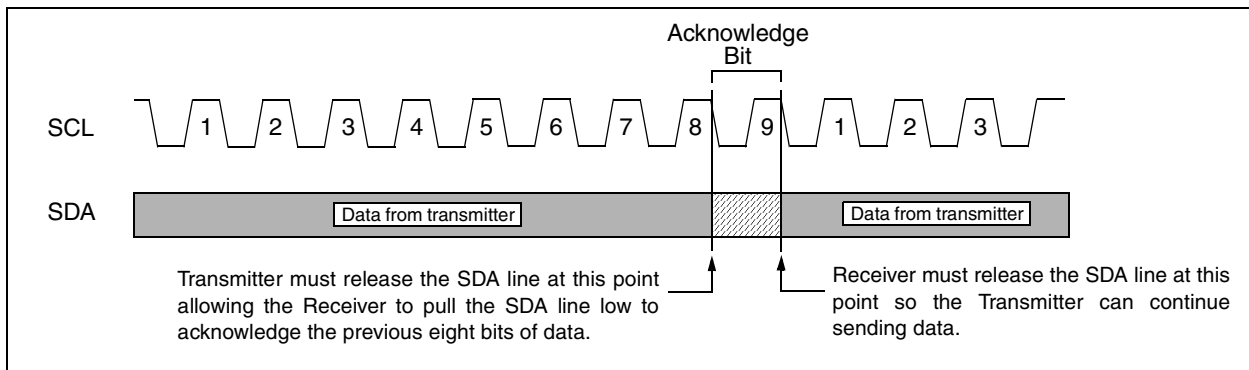 Acknowledge
Bit
SCL
1 2 3 4 5 6 7 8 9 1 2 3
SDA
Data from transmitter
Data from transmitter
Transmitter must release the SDA line at this point
allowing the Receiver to pull the SDA line low to
acknowledge the previous eight bits of data.
Receiver must release the SDA line at this
point so the Transmitter can continue
sending data.